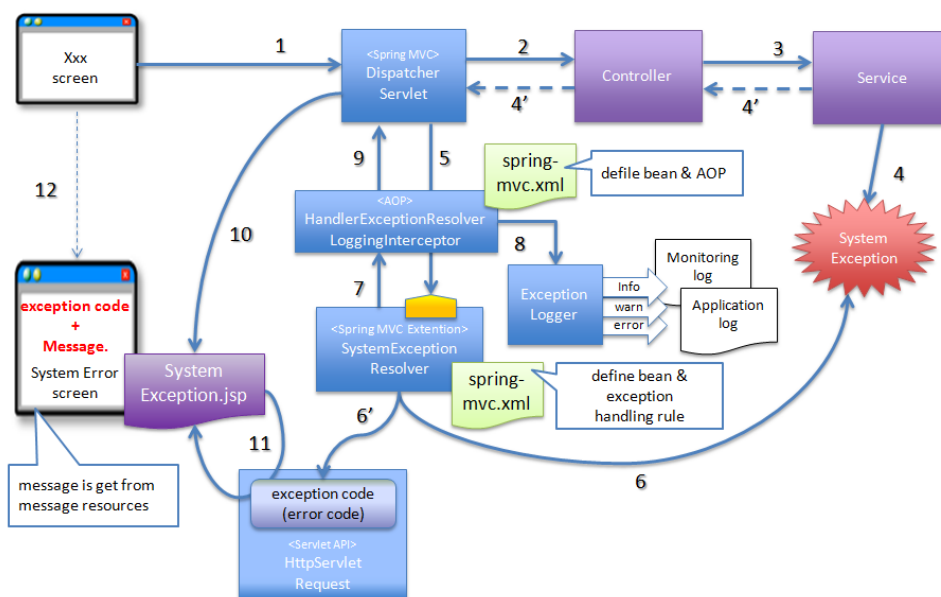 Xxx
screen
1
<Spring MVC>
Dispatcher
Servlet
2
4’
Controller
3
4’
Service
4
System
Exception
12
9
5
spring-
mvc.xml
defile bean & AOP
<AOP>
HandlerExceptionResolver
LoggingInterceptor
10
8
7
Exception
Logger
Info
warn
error
Monitoring
log
Application
log
exception code
+
Message.
System Error
screen
System
Exception.jsp
<Spring MVC Extention>
SystemException
Resolver
spring-
mvc.xml
define bean &
exception
handling rule
6’
11
6
message is get from
message resources
exception code
(error code)
<Servlet API>
HttpServlet
Request